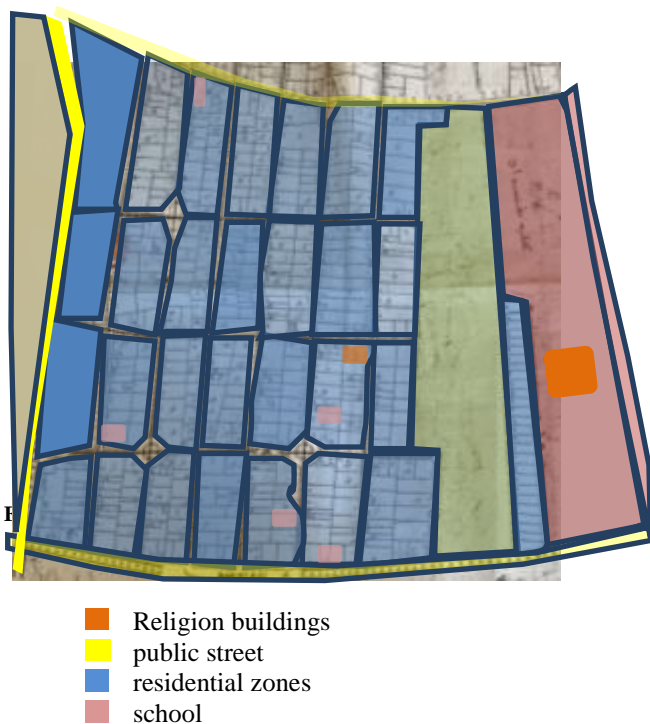 F
Religion buildings
public street
residential zones
school